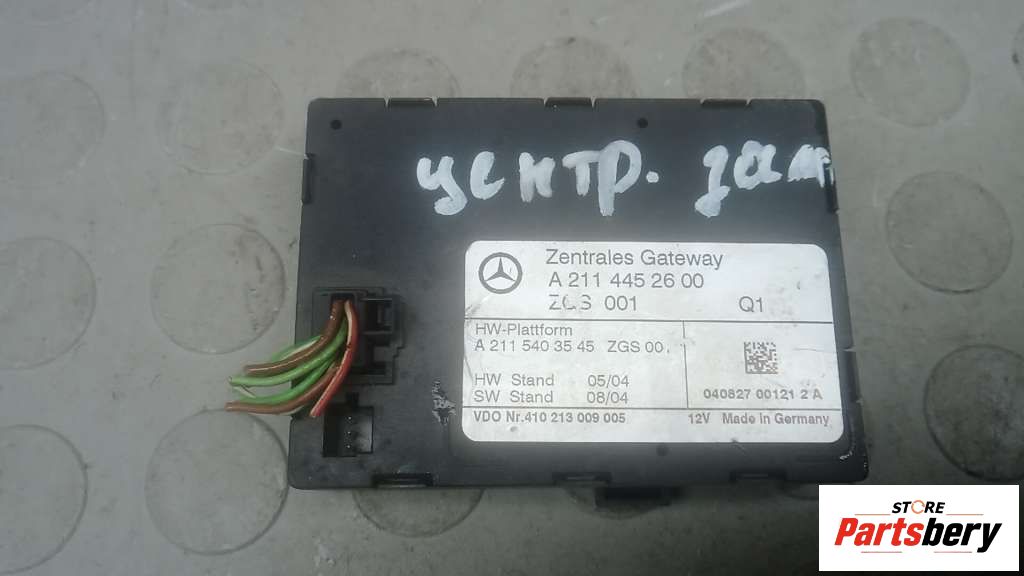 центр.
Zentrales Gateway
A 211 445 26 00
ZGS 001 Q1
HW-Plattform
A 211 540 35 45 ZGS 00
HW Stand 05/04
SW Stand 08/04
040827 00121 2 A
VDO Nr.410 213 009 005 12V Made in Germany
STORE
Partsbery